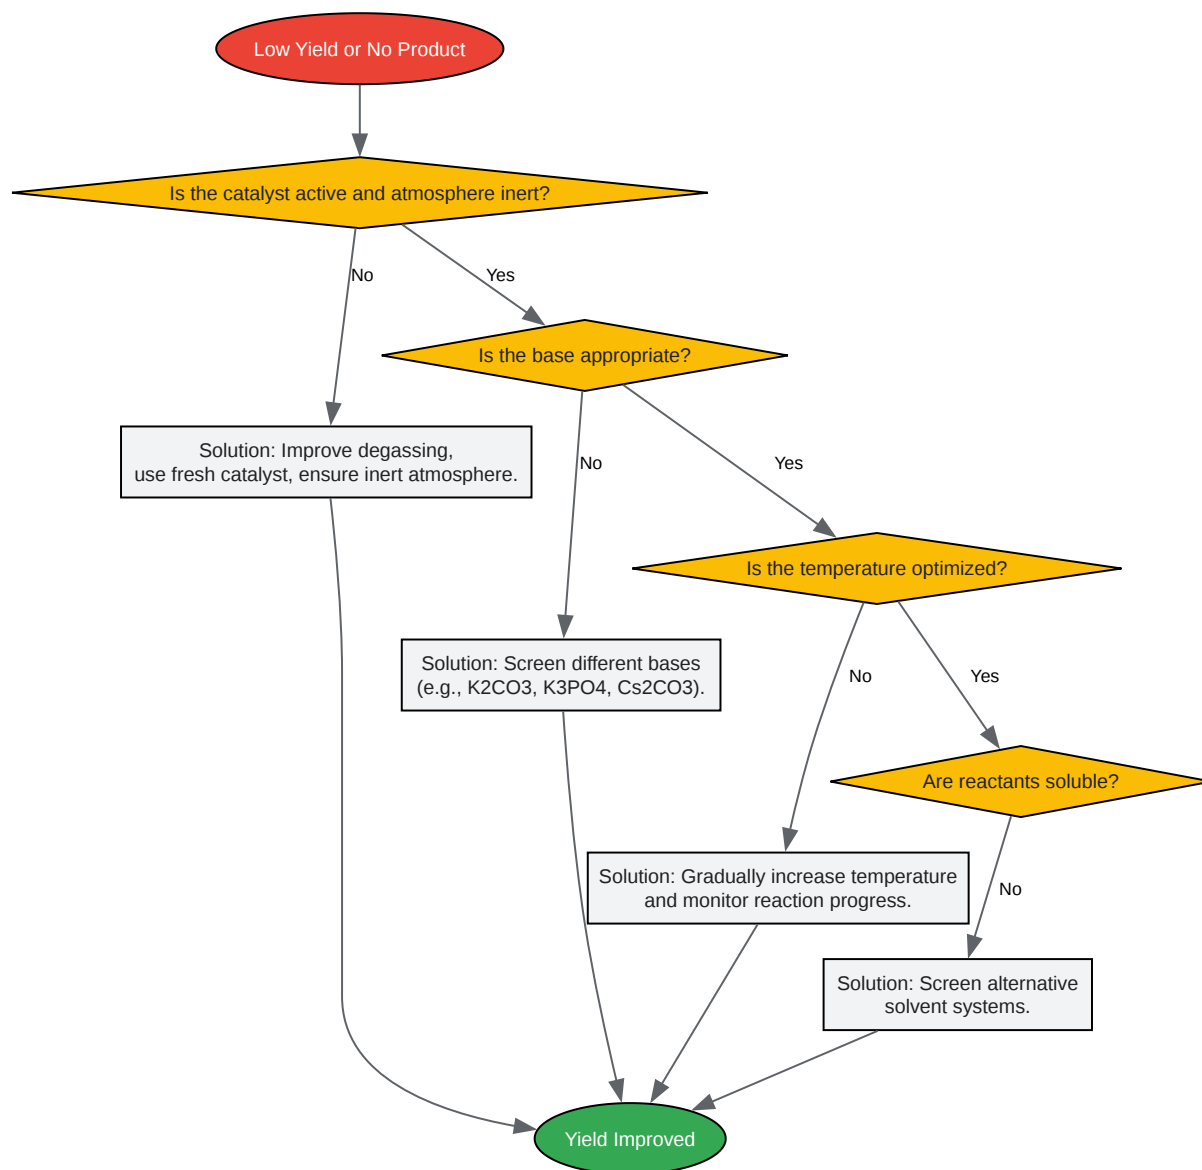 Low Yield or No Product
Is the catalyst active and atmosphere inert?
No
Yes
Is the base appropriate?
Solution: Improve degassing,
use fresh catalyst, ensure inert atmosphere.
No
Yes
Is the temperature optimized?
Solution: Screen different bases
(e.g., K2CO3, K3PO4, Cs2CO3).
No
Yes
Are reactants soluble?
Solution: Gradually increase temperature
and monitor reaction progress.
No
Solution: Screen alternative
solvent systems.
Yield Improved